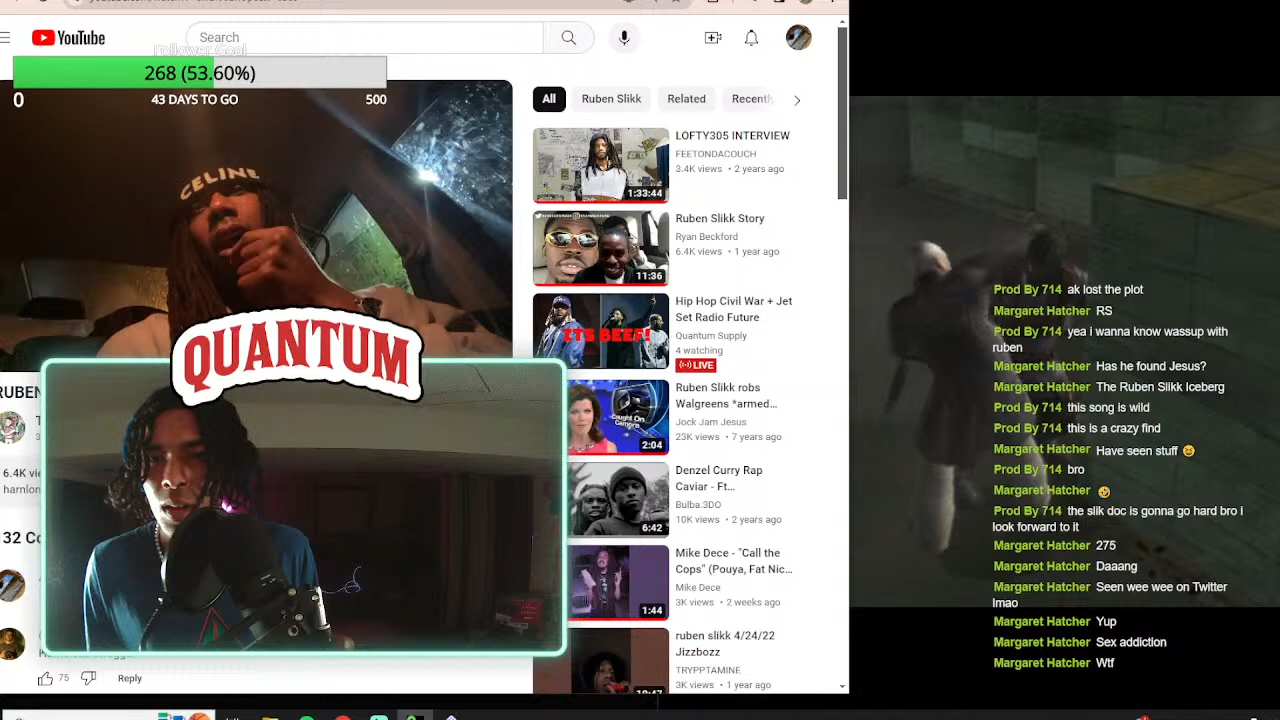 YouTube
Search
Follower Goal
268 (53.60%)
0
43 DAYS TO GO
500
CELINE
QUANTUM
RUBEN
6.4K
132
75
Reply
All
Ruben Slikk
Related
LOFTY305 INTERVIEW
FEETONDACOUCH
3.4K views • 2 years ago
1:33:44
Ruben Slikk Story
Ryan Beckford
6.4K views • 1 year ago
11:36
Hip Hop Civil War + Jet
Set Radio Future
Quantum Supply
4 watching
LIVE
ITS BEEF!
Ruben Slikk robs
Walgreens *armed...
Jock Jam Jesus
23K views • 7 years ago
CAUGHT ON
CAMERA
2:04
Denzel Curry Rap
Caviar - Ft...
Bulba.3DO
10K views • 2 years ago
6:42
Mike Dece - "Call the
Cops" (Pouya, Fat Nic...
Mike Dece
3K views • 2 weeks ago
1:44
ruben slikk 4/24/22
Jizzbozz
TRYPPTAMINE
3K views • 1 year ago
Prod By 714 ak lost the plot
Margaret Hatcher RS
Prod By 714 yea i wanna know wassup with
ruben
Margaret Hatcher Has he found Jesus?
Margaret Hatcher The Ruben Slikk Iceberg
Prod By 714 this song is wild
Prod By 714 this is a crazy find
Margaret Hatcher Have seen stuff 😆
Prod By 714 bro
Margaret Hatcher 🤣
Prod By 714 the slik doc is gonna go hard bro i
look forward to it
Margaret Hatcher 275
Margaret Hatcher Daaang
Margaret Hatcher Seen wee wee on Twitter
lmao
Margaret Hatcher Yup
Margaret Hatcher Sex addiction
Margaret Hatcher Wtf